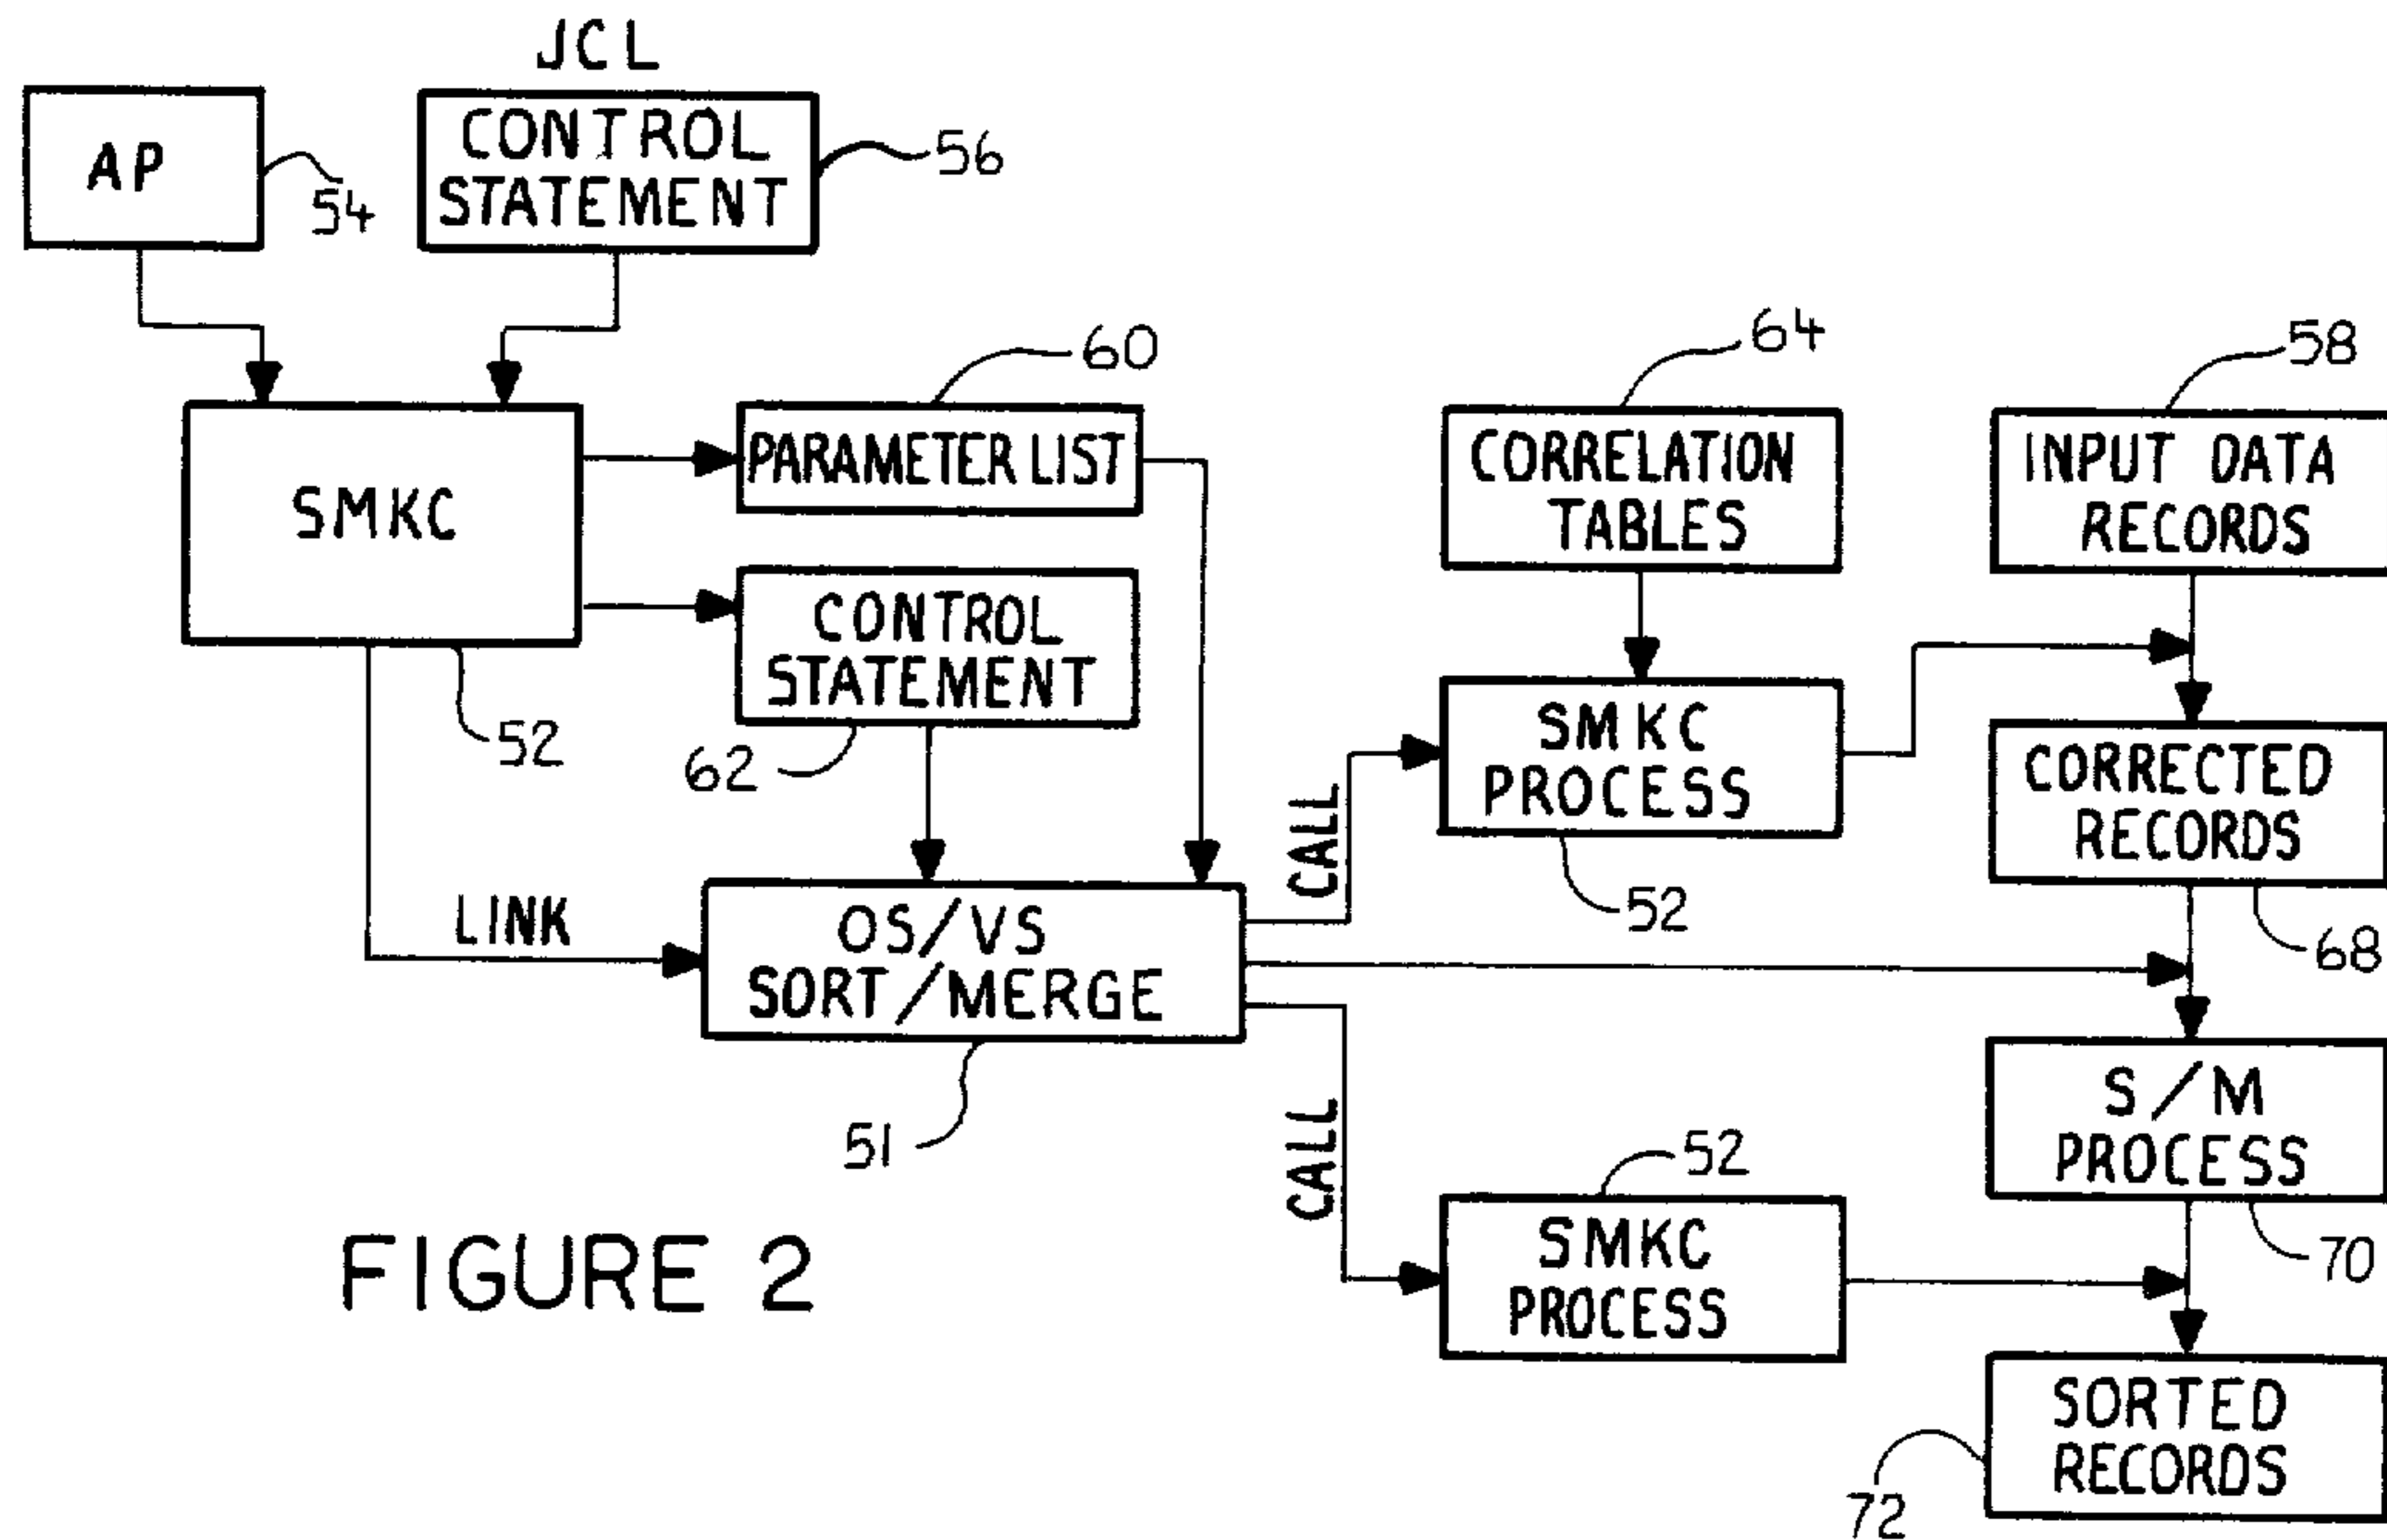 JCL
AP
54
CONTROL
STATEMENT
56
SMKC
52
60
PARAMETER LIST
CONTROL
STATEMENT
62
LINK
OS/VS
SORT/MERGE
51
CALL
CALL
64
CORRELATION
TABLES
SMKC
PROCESS
52
58
INPUT DATA
RECORDS
CORRECTED
RECORDS
68
S/M
PROCESS
70
52
SMKC
PROCESS
SORTED
RECORDS
72
FIGURE 2